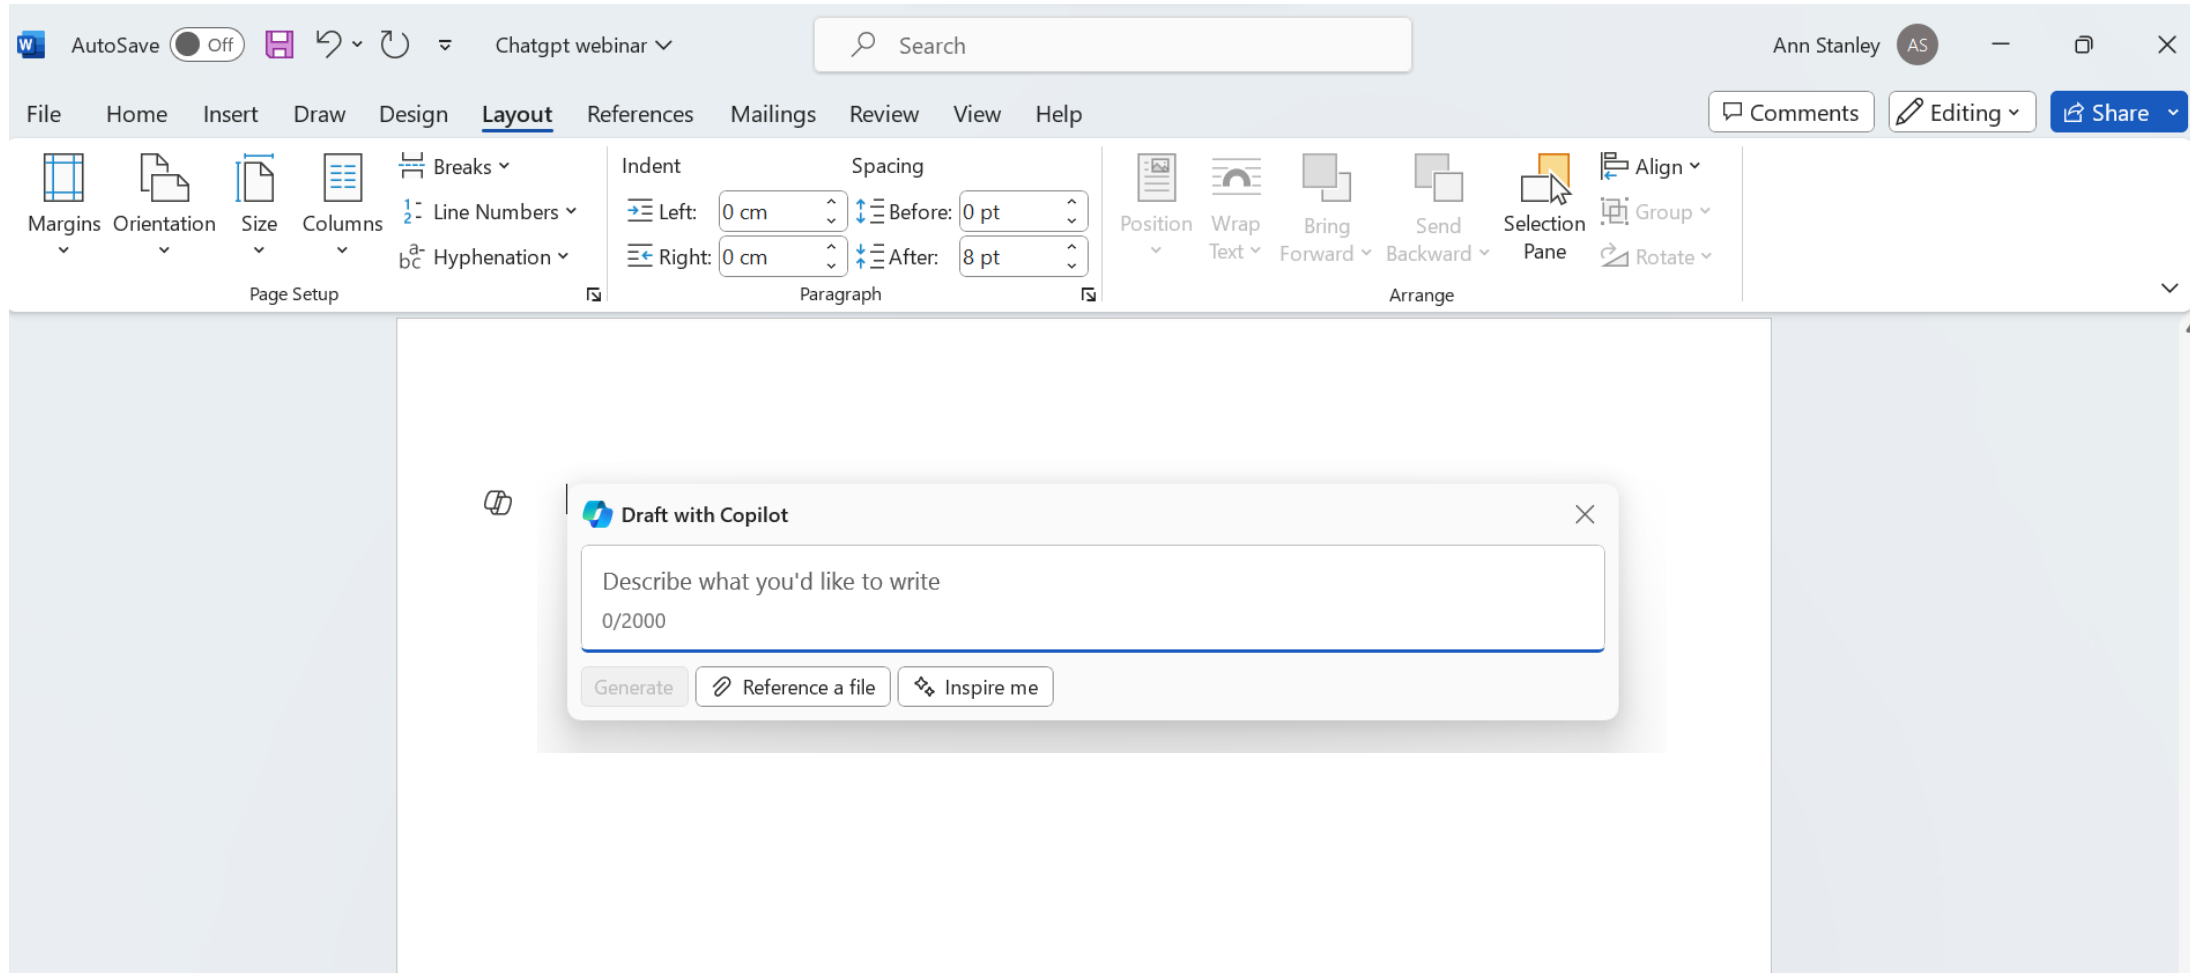 W AutoSave Off Chatgpt webinar Search Ann Stanley AS
File Home Insert Draw Design Layout References Mailings Review View Help Comments Editing Share
Margins Orientation Size Columns
Breaks
Line Numbers
Hyphenation
Page Setup
Indent Spacing
Left: 0 cm Before: 0 pt
Right: 0 cm After: 8 pt
Paragraph
Position Wrap Text Bring Forward Send Backward Selection Pane
Align
Group
Rotate
Arrange
Draft with Copilot
Describe what you'd like to write
0/2000
Generate Reference a file Inspire me